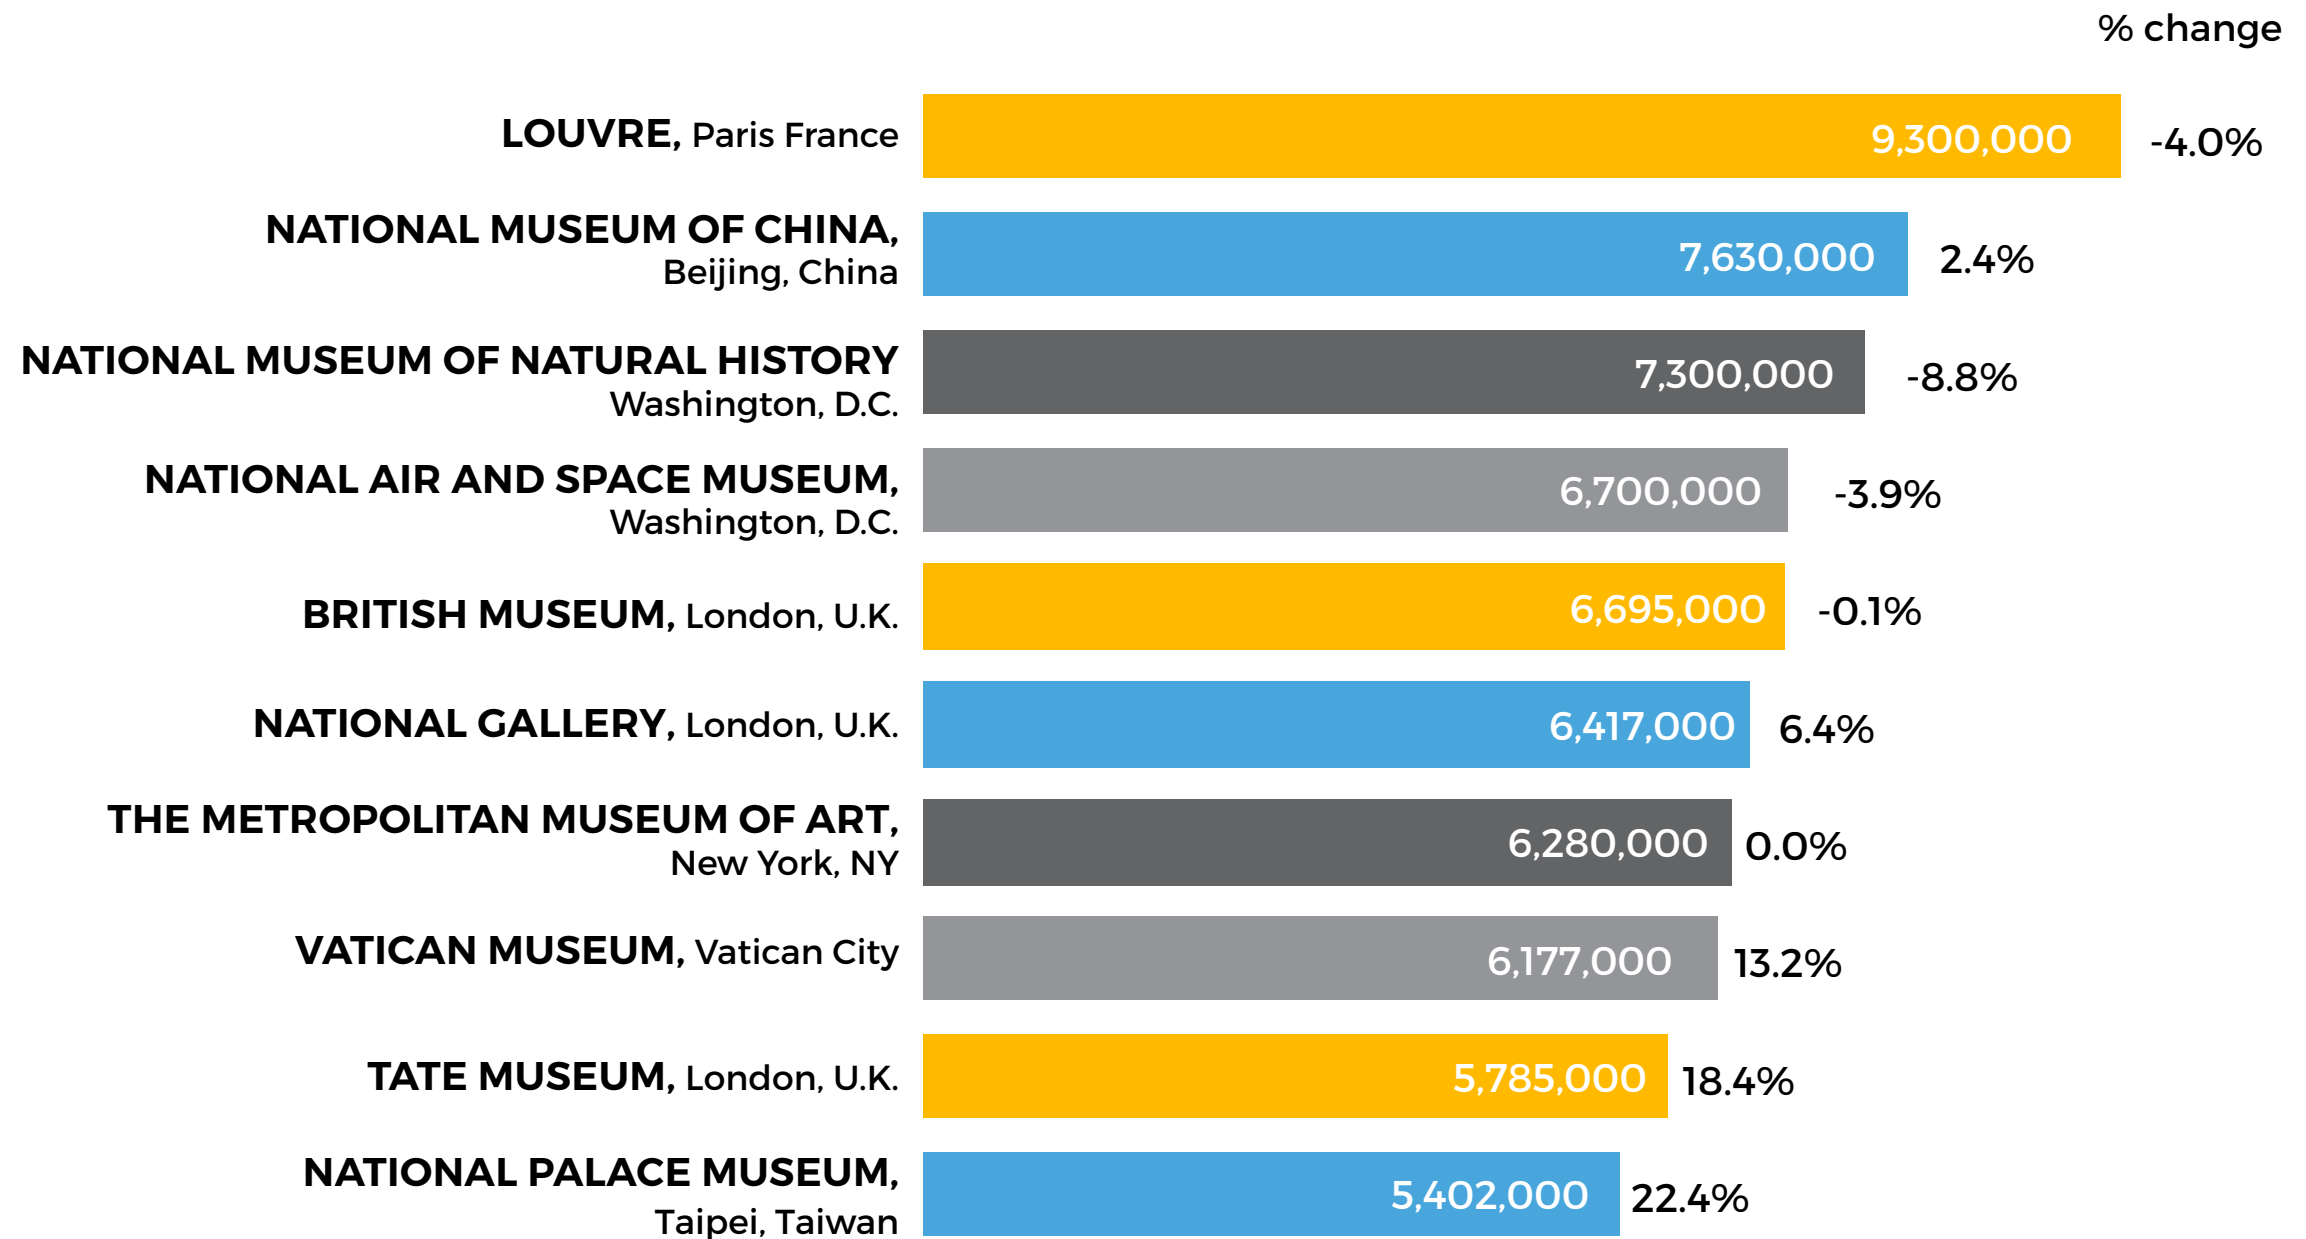 % change
LOUVRE, Paris France
9,300,000
-4.0%
NATIONAL MUSEUM OF CHINA,
Beijing, China
7,630,000
2.4%
NATIONAL MUSEUM OF NATURAL HISTORY
Washington, D.C.
7,300,000
-8.8%
NATIONAL AIR AND SPACE MUSEUM,
Washington, D.C.
6,700,000
-3.9%
BRITISH MUSEUM, London, U.K.
6,695,000
-0.1%
NATIONAL GALLERY, London, U.K.
6,417,000
6.4%
THE METROPOLITAN MUSEUM OF ART,
New York, NY
6,280,000
0.0%
VATICAN MUSEUM, Vatican City
6,177,000
13.2%
TATE MUSEUM, London, U.K.
5,785,000
18.4%
NATIONAL PALACE MUSEUM,
Taipei, Taiwan
5,402,000
22.4%